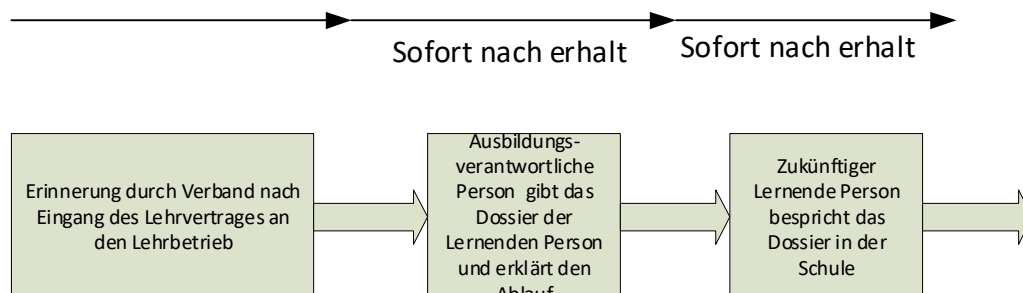 Sofort nach erhalt
Sofort nach erhalt
Erinnerung durch Verband nach
Eingang des Lehrvertrages an
den Lehrbetrieb
Ausbildungs-
verantwortliche
Person gibt das
Dossier der
Lernenden Person
und erklärt den
Ablauf
Zukünftiger
Lernende Person
bespricht das
Dossier in der
Schule